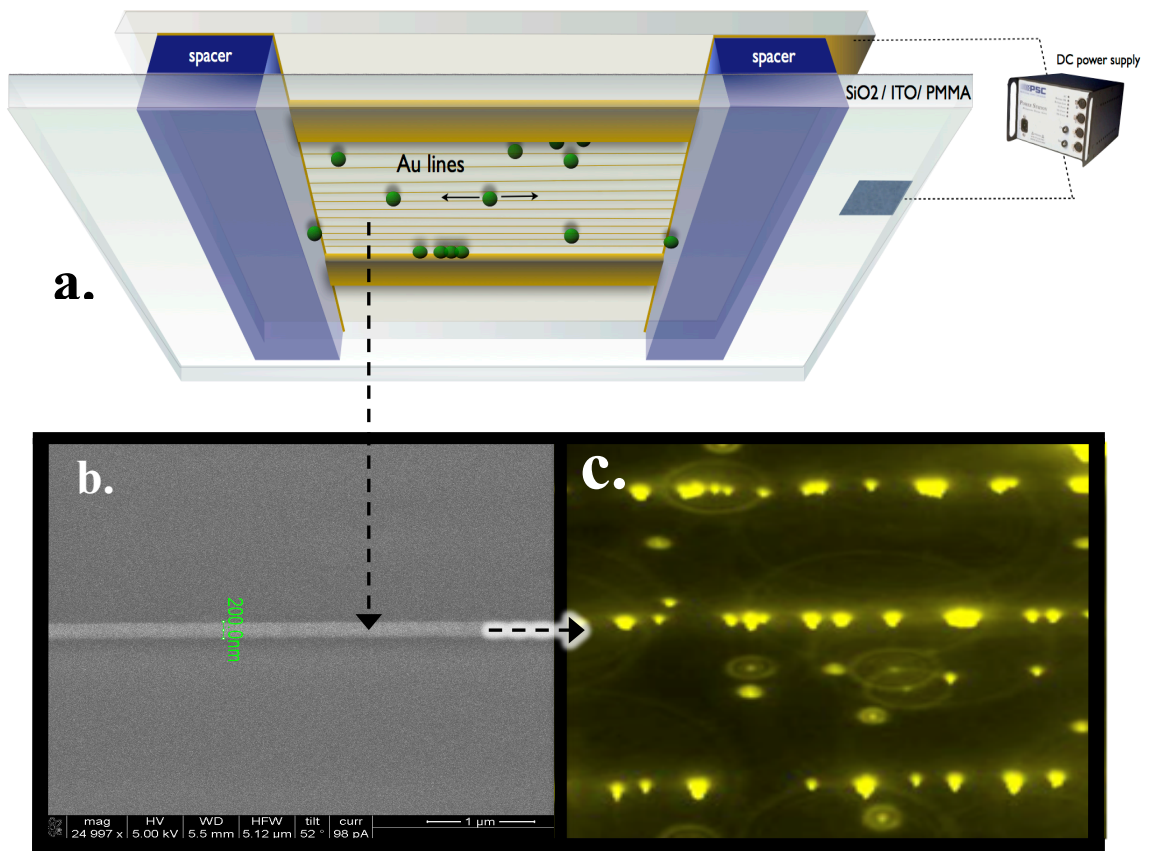 spacer
spacer
DC power supply
SiO2 / ITO/ PMMA
PSC
Au lines
a.
b.
c.
200.0nm
mag HV WD HFW tilt curr
24 997 x 5.00 kV 5.5 mm 5.12 µm 52 ° 98 pA
1 µm